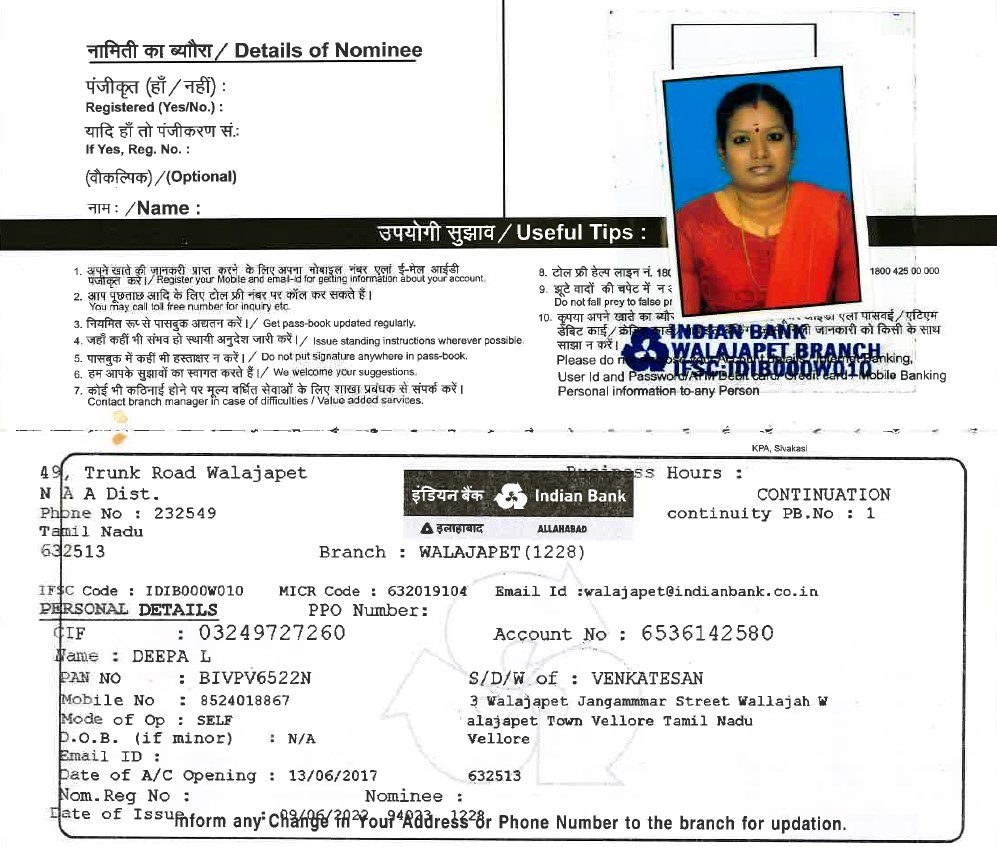 नामिती का ब्यौरा / Details of Nominee
पंजीकृत (हाँ / नहीं) :
Registered (Yes/No.) :
यादि हाँ तो पंजीकरण सं.:
If Yes, Reg. No. :
(वौकल्पिक) / (Optional)
नाम : / Name :
उपयोगी सुझाव / Useful Tips :
1. अपने खाते की जानकरी प्राप्त करने के लिए अपना मोबाइल नंबर एलां ई-मेल आईडी
पंजीकृत करें। / Register your Mobile and email-id for getting information about your account.
2. आप पूछताछ आदि के लिए टोल फ्री नंबर पर कॉल कर सकते हैं।
You may call toll free number for inquiry etc.
3. नियमित रूप से पासबुक अद्यतन करें। / Get pass-book updated regularly.
4. जहाँ कहीं भी संभव हो स्थायी अनुदेश जारी करें। / Issue standing instructions wherever possible.
5. पासबुक में कहीं भी हस्ताक्षर न करें। / Do not put signature anywhere in pass-book.
6. हम आपके सुझावों का स्वागत करते हैं। / We welcome your suggestions.
7. कोई भी कठिनाई होने पर मूल्य वर्धित सेवाओं के लिए शाखा प्रबंधक से संपर्क करें।
Contact branch manager in case of difficulties / Value added services.
8. टोल फ्री हेल्प लाइन नं. 180 1800 425 00 000
9. झूटे वादों की चपेट में न
Do not fall prey to false pr
10. कृपया अपने खाते का ब्यौर एला पासवर्ड / एटिएम
डेबिट कार्ड / जानकारी को किसी के साथ
साझा न करें।
INDIAN BANK
WALAJAPET BRANCH
IFSC:IDIB000W010
Please do Banking,
User Id and Password/ATM Debit card/ Credit card / Mobile Banking
Personal information to any Person
KPA, Sivakasi
49, Trunk Road Walajapet
Business Hours :
N A A Dist.
इंडियन बैंक Indian Bank
CONTINUATION
Phone No : 232549
continuity PB.No : 1
Tamil Nadu
इलाहाबाद ALLAHABAD
632513
Branch : WALAJAPET(1228)
IFSC Code : IDIB000W010 MICR Code : 632019104 Email Id :walajapet@indianbank.co.in
PERSONAL DETAILS PPO Number:
CIF : 03249727260 Account No : 6536142580
Name : DEEPA L
PAN NO : BIVPV6522N S/D/W of : VENKATESAN
Mobile No : 8524018867 3 Walajapet Jangammmar Street Wallajah W
Mode of Op : SELF alajapet Town Vellore Tamil Nadu
D.O.B. (if minor) : N/A Vellore
Email ID :
Date of A/C Opening : 13/06/2017 632513
Nom.Reg No : Nominee :
Date of Issue : 09/06/2022 94023 1228
Inform any Change in Your Address or Phone Number to the branch for updation.